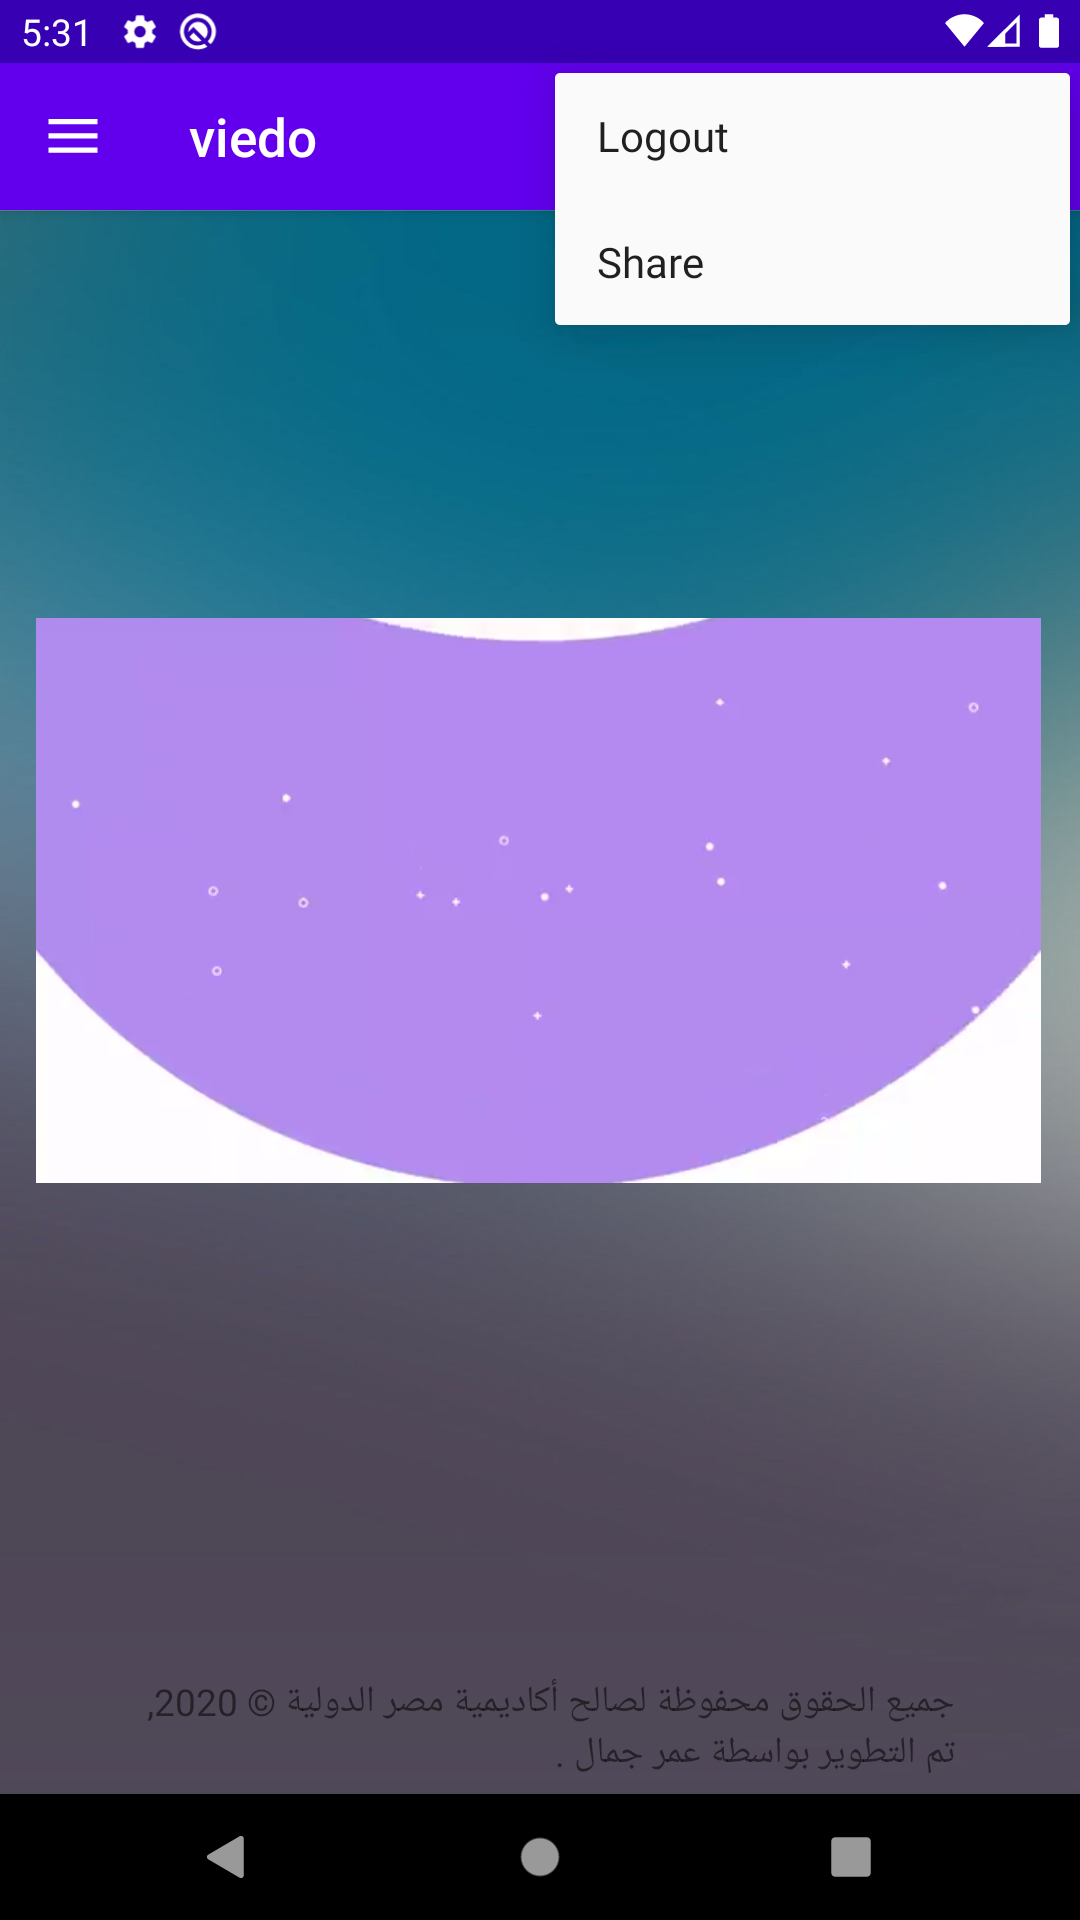 5:31
viedo
Logout
Share
جميع الحقوق محفوظة لصالح أكاديمية مصر الدولية © 2020,
تم التطوير بواسطة عمر جمال .